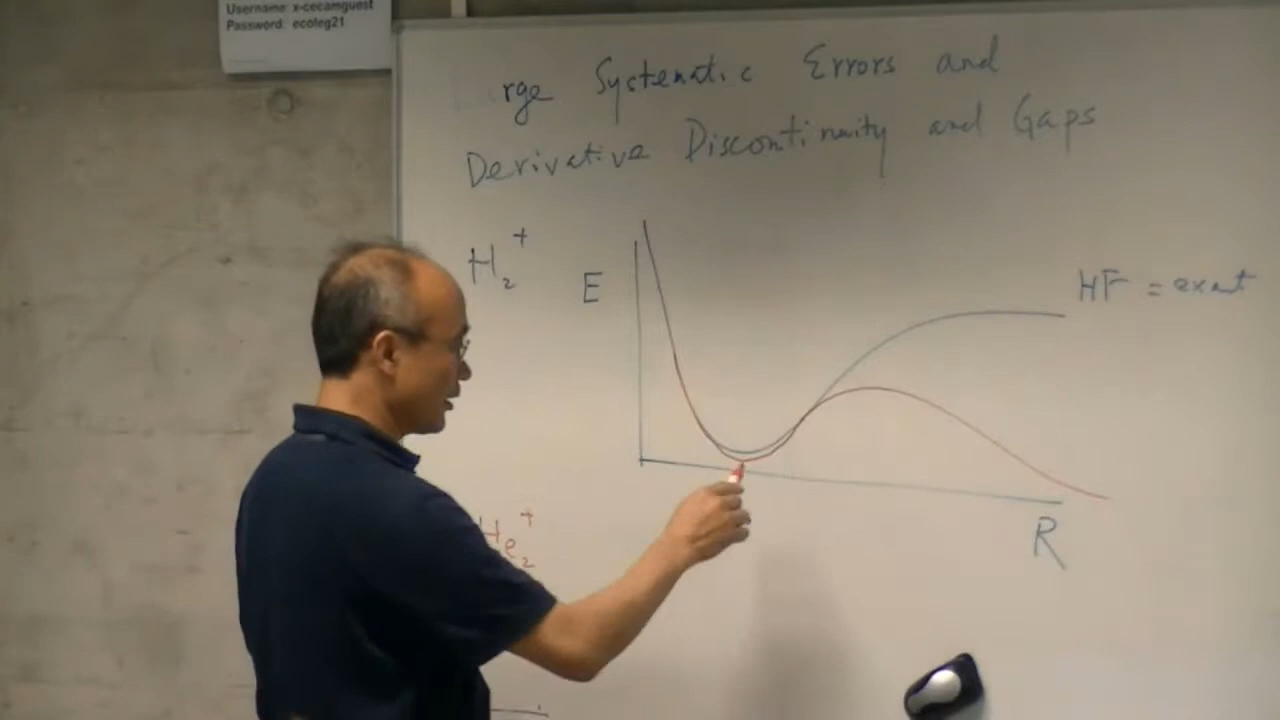 Username: x-cecamguest
Password: ecoleg21
rge Systematic Errors and
Derivative Discontinuity and Gaps
H2+
E
HF = exact
He2+
R